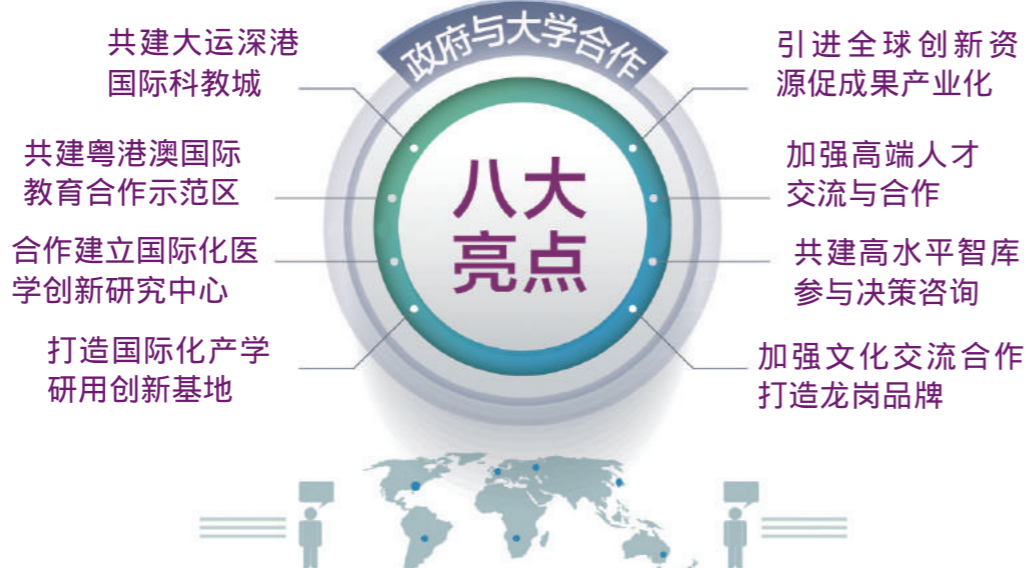 政府与大学合作
八大
亮点
共建大运深港
国际科教城
共建粤港澳国际
教育合作示范区
合作建立国际化医
学创新研究中心
打造国际化产学
研用创新基地
引进全球创新资
源促成果产业化
加强高端人才
交流与合作
共建高水平智库
参与决策咨询
加强文化交流合作
打造龙岗品牌